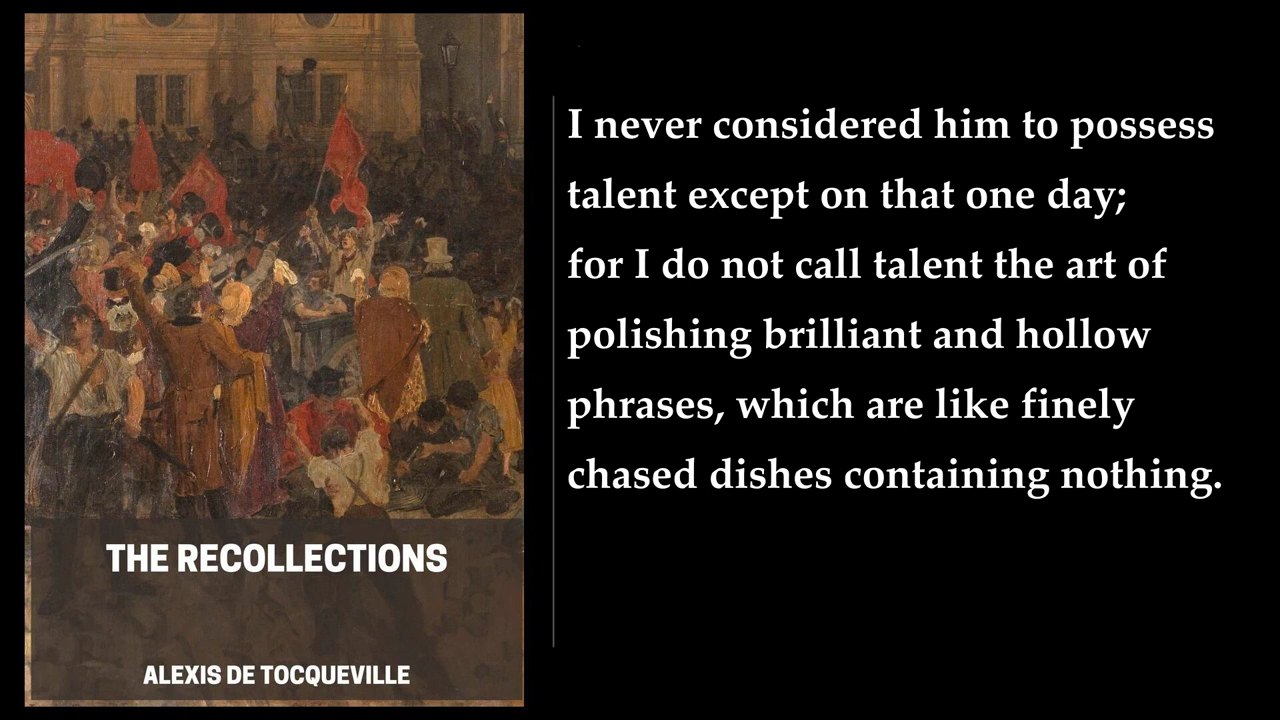 I never considered him to possess
talent except on that one day;
for I do not call talent the art of
polishing brilliant and hollow
phrases, which are like finely
chased dishes containing nothing.
THE RECOLLECTIONS
ALEXIS DE TOCQUEVILLE